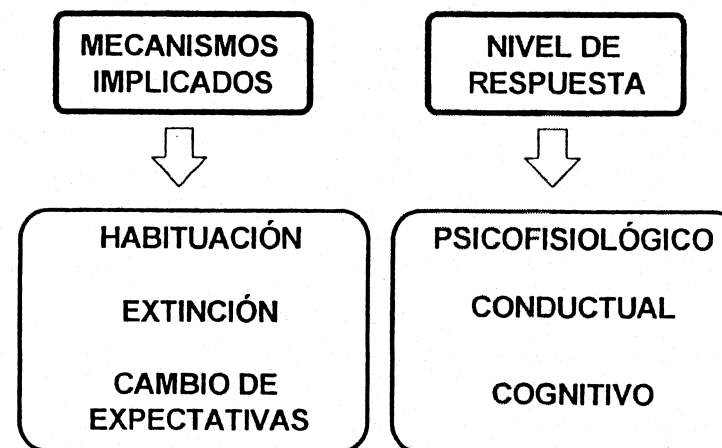 MECANISMOS
IMPLICADOS
NIVEL DE
RESPUESTA
HABITUACIÓN
EXTINCIÓN
CAMBIO DE
EXPECTATIVAS
PSICOFISIOLÓGICO
CONDUCTUAL
COGNITIVO